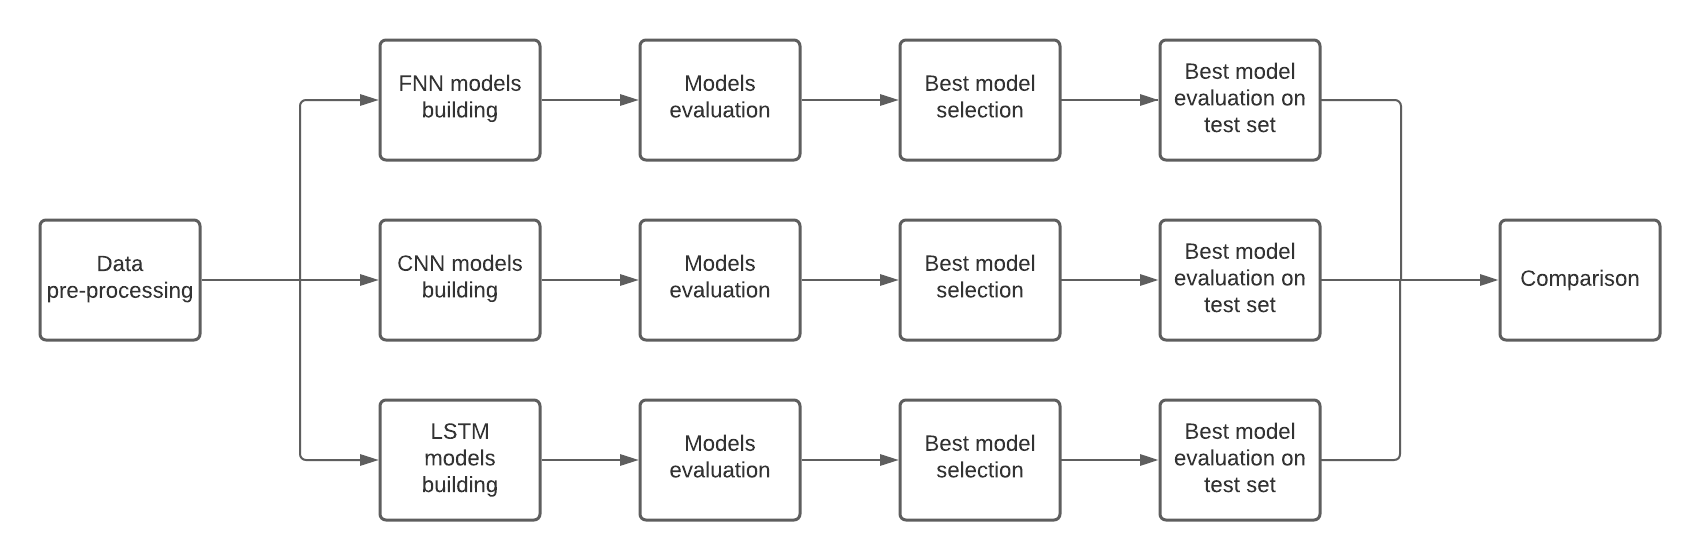 Data
pre-processing
FNN models
building
Models
evaluation
Best model
selection
Best model
evaluation on
test set
CNN models
building
Models
evaluation
Best model
selection
Best model
evaluation on
test set
LSTM
models
building
Models
evaluation
Best model
selection
Best model
evaluation on
test set
Comparison